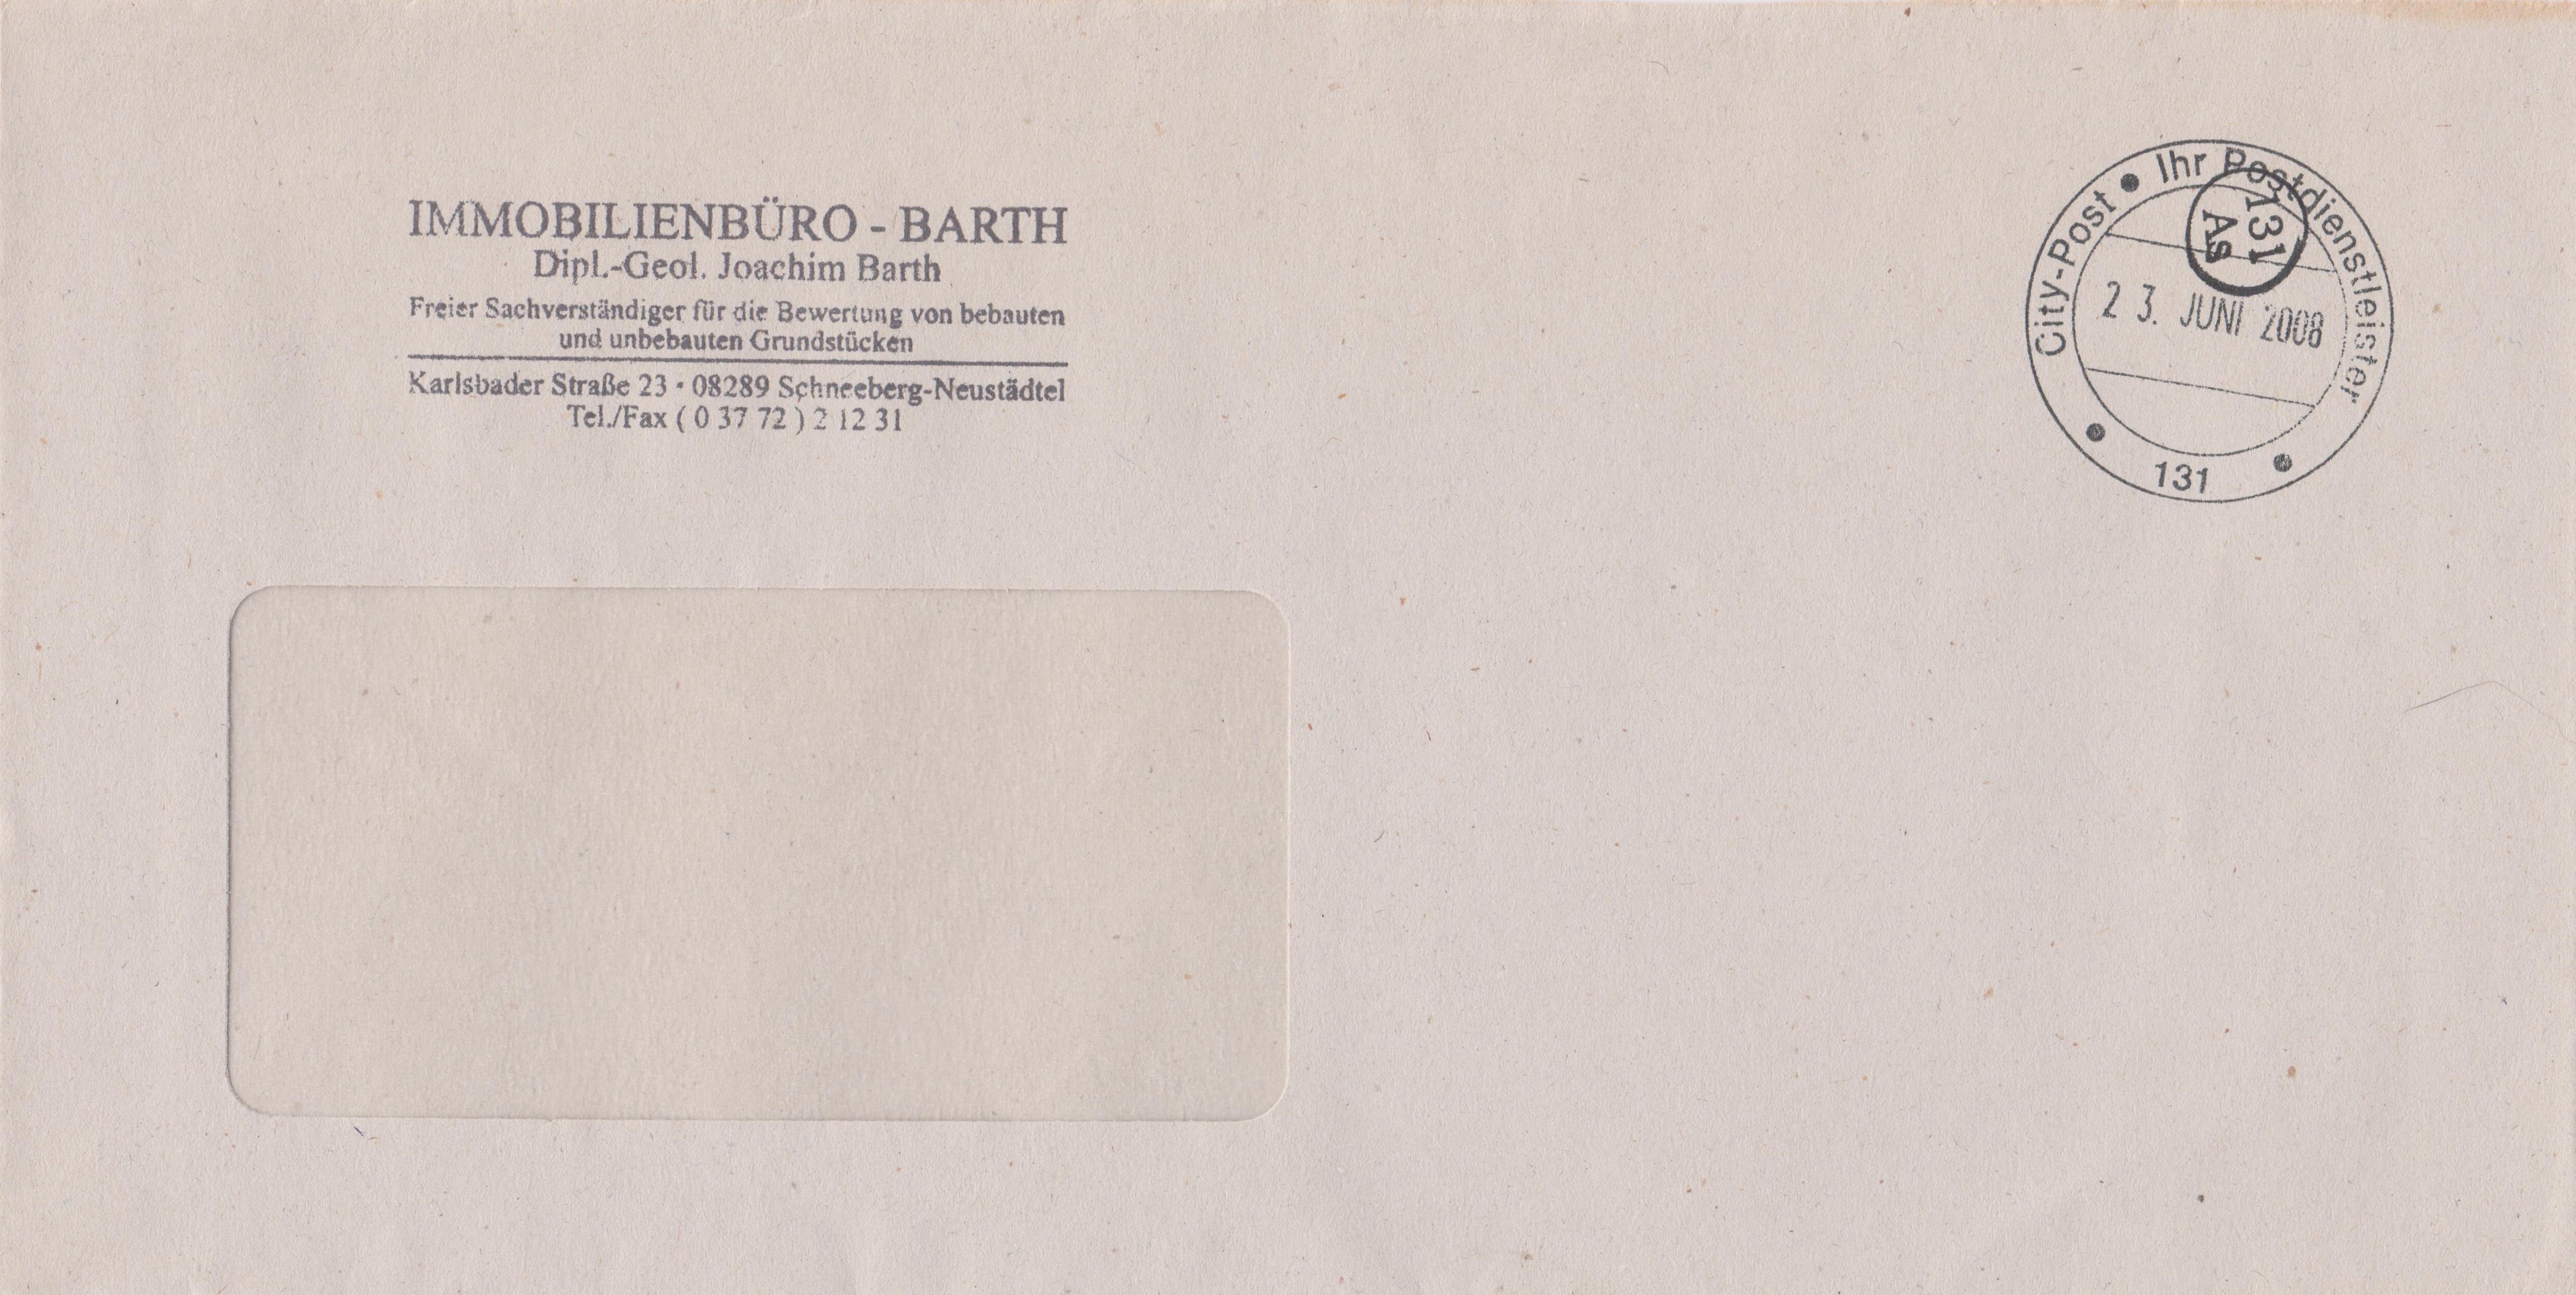 IMMOBILIENBÜRO - BARTH
Dipl.-Geol. Joachim Barth
Freier Sachverständiger für die Bewertung von bebauten
und unbebauten Grundstücken
Karlsbader Straße 23 • 08289 Schneeberg-Neustädtel
Tel./Fax ( 0 37 72 ) 2 12 31
City-Post • Ihr Postdienstleister
131
As
23. JUNI 2008
131